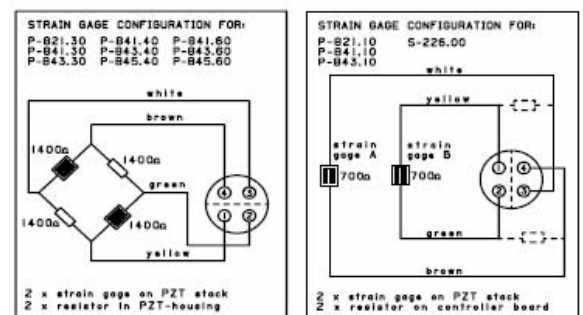 STRAIN GAGE CONFIGURATION FOR:
P-821.30 P-841.40 P-841.60
P-841.30 P-843.40 P-843.60
P-843.30 P-845.40 P-845.60
white
brown
1400Ω
1400Ω
green
4 3
1 2
1400Ω
1400Ω
yellow
2 x strain gage on PZT stack
2 x resistor in PZT-housing
STRAIN GAGE CONFIGURATION FOR:
P-821.10 S-226.00
P-841.10
P-843.10
white
yellow
strain gage A
strain gage B
700Ω
700Ω
1 4
2 3
green
brown
2 x strain gage on PZT stack
2 x resistor on controller board